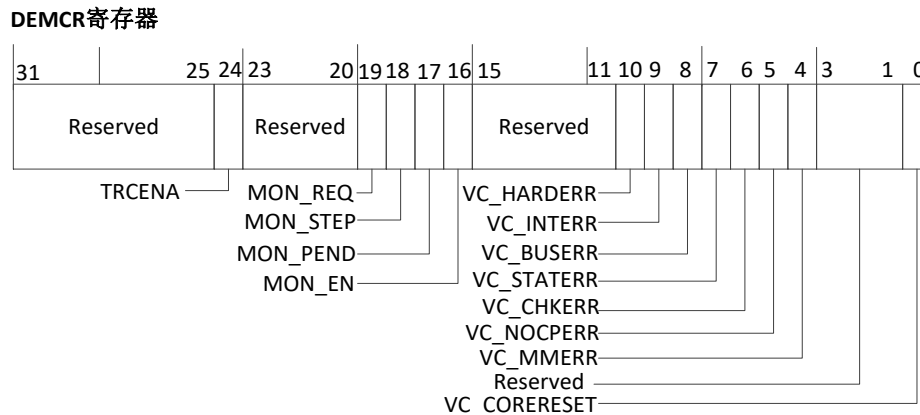 DEMCR寄存器
31 25 24 23 20 19 18 17 16 15 11 10 9 8 7 6 5 4 3 1 0
Reserved Reserved Reserved
TRCENA MON_REQ VC_HARDERR
MON_STEP VC_INTERR
MON_PEND VC_BUSERR
MON_EN VC_STATERR
VC_CHKERR
VC_NOCPERR
VC_MMERR
Reserved
VC_CORERESET